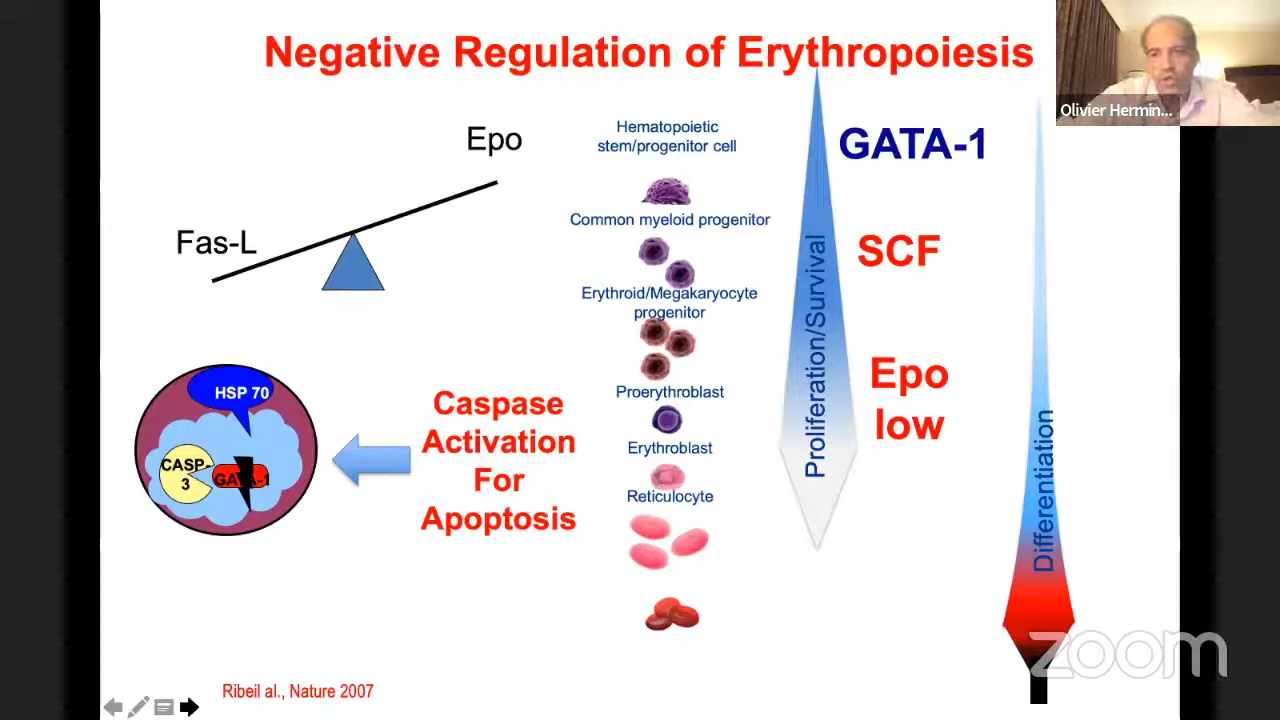 Negative Regulation of Erythropoiesis
Olivier Hermin...
Epo
Fas-L
Hematopoietic
stem/progenitor cell
Common myeloid progenitor
Erythroid/Megakaryocyte
progenitor
Proerythroblast
Erythroblast
Reticulocyte
GATA-1
SCF
Epo
low
Proliferation/Survival
Differentiation
HSP 70
CASP-
3
GATA-1
Caspase
Activation
For
Apoptosis
Ribeil al., Nature 2007
zoom